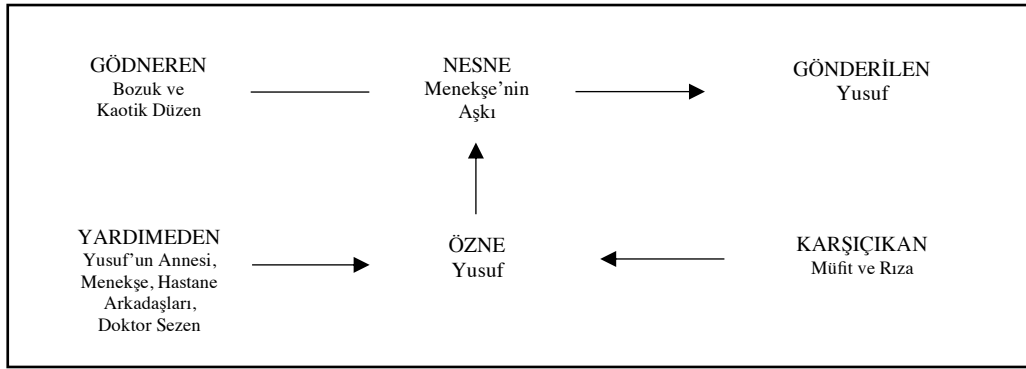 GÖDNEREN
Bozuk ve
Kaotik Düzen
NESNE
Menekşe’nin
Aşkı
GÖNDERİLEN
Yusuf
YARDIMEDEN
Yusuf’un Annesi,
Menekşe, Hastane
Arkadaşları,
Doktor Sezen
ÖZNE
Yusuf
KARŞIÇIKAN
Müfit ve Rıza